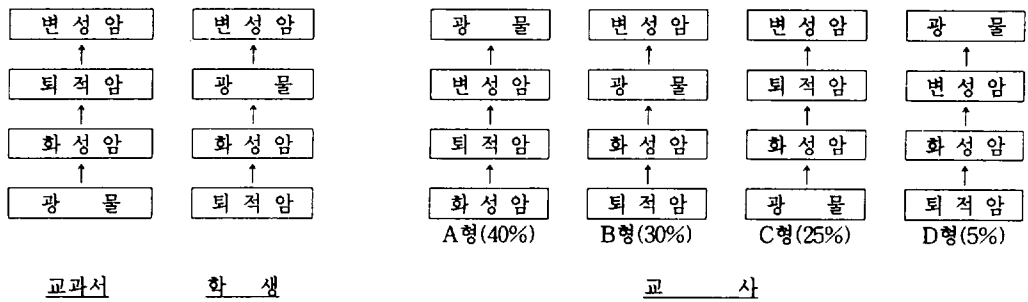 변 성 암 변 성 암 광 물 변 성 암 변 성 암 광 물
퇴 적 암 광 물 변 성 암 광 물 퇴 적 암 변 성 암
화 성 암 화 성 암 퇴 적 암 화 성 암 화 성 암 화 성 암
광 물 퇴 적 암 화 성 암 퇴 적 암 광 물 퇴 적 암
A형(40%) B형(30%) C형(25%) D형(5%)
교과서 학 생 교 사